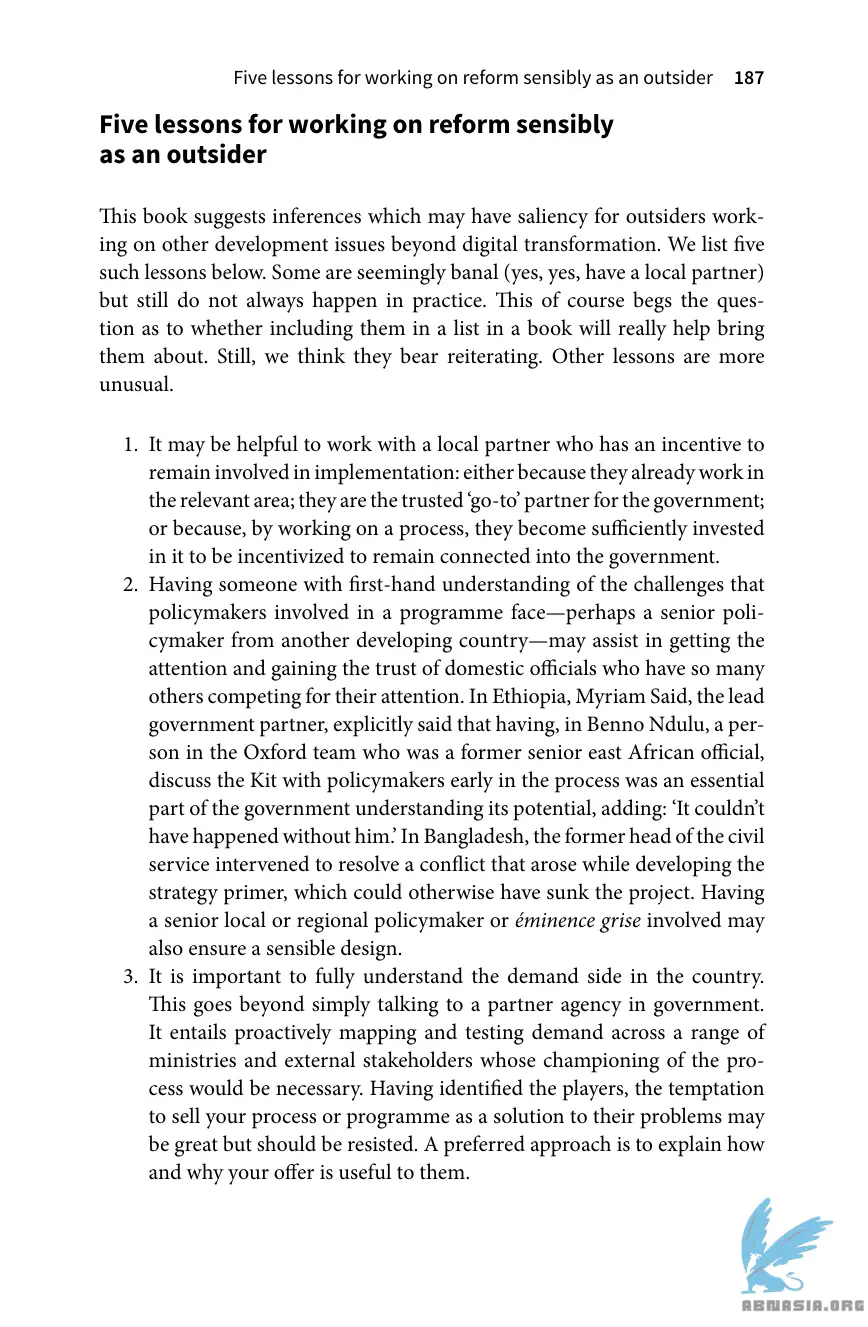 Five lessons for working on reform sensibly as an outsider 187
Five lessons for working on reform sensibly
as an outsider
This book suggests inferences which may have saliency for outsiders work-
ing on other development issues beyond digital transformation. We list five
such lessons below. Some are seemingly banal (yes, yes, have a local partner)
but still do not always happen in practice. This of course begs the ques-
tion as to whether including them in a list in a book will really help bring
them about. Still, we think they bear reiterating. Other lessons are more
unusual.
1. It may be helpful to work with a local partner who has an incentive to
remain involved in implementation: either because they already work in
the relevant area; they are the trusted ‘go-to’ partner for the government;
or because, by working on a process, they become sufficiently invested
in it to be incentivized to remain connected into the government.
2. Having someone with first-hand understanding of the challenges that
policymakers involved in a programme face—perhaps a senior poli-
cymaker from another developing country—may assist in getting the
attention and gaining the trust of domestic officials who have so many
others competing for their attention. In Ethiopia, Myriam Said, the lead
government partner, explicitly said that having, in Benno Ndulu, a per-
son in the Oxford team who was a former senior east African official,
discuss the Kit with policymakers early in the process was an essential
part of the government understanding its potential, adding: ‘It couldn’t
have happened without him.’ In Bangladesh, the former head of the civil
service intervened to resolve a conflict that arose while developing the
strategy primer, which could otherwise have sunk the project. Having
a senior local or regional policymaker or éminence grise involved may
also ensure a sensible design.
3. It is important to fully understand the demand side in the country.
This goes beyond simply talking to a partner agency in government.
It entails proactively mapping and testing demand across a range of
ministries and external stakeholders whose championing of the pro-
cess would be necessary. Having identified the players, the temptation
to sell your process or programme as a solution to their problems may
be great but should be resisted. A preferred approach is to explain how
and why your offer is useful to them.
ABNASIA.ORG